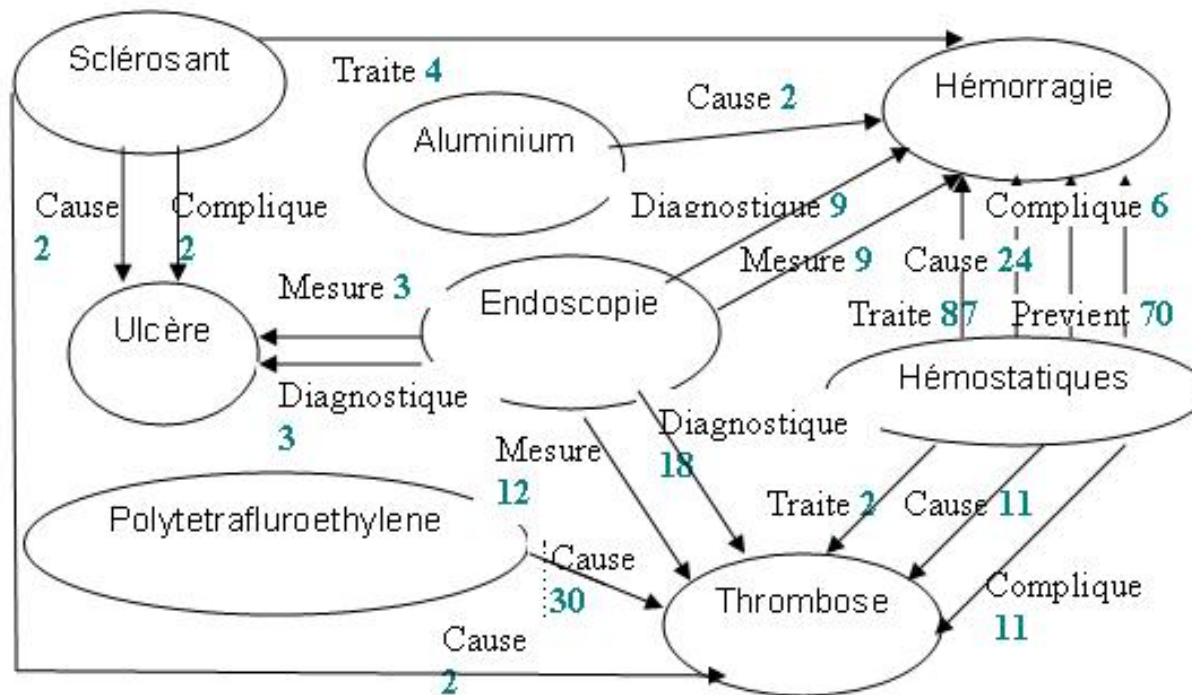 Sclérosant
Hémorragie
Traite 4
Cause 2
Aluminium
Cause
2
Complique
2
Diagnostique 9
Complique 6
Mesure 9
Cause 24
Mesure 3
Endoscopie
Traite 87
Previent 70
Ulcère
Hémostatiques
Diagnostique
3
Diagnostique
18
Mesure
12
Traite 2
Cause 11
Polytetrafluroethylene
Cause
30
Thrombose
Complique
11
Cause
2